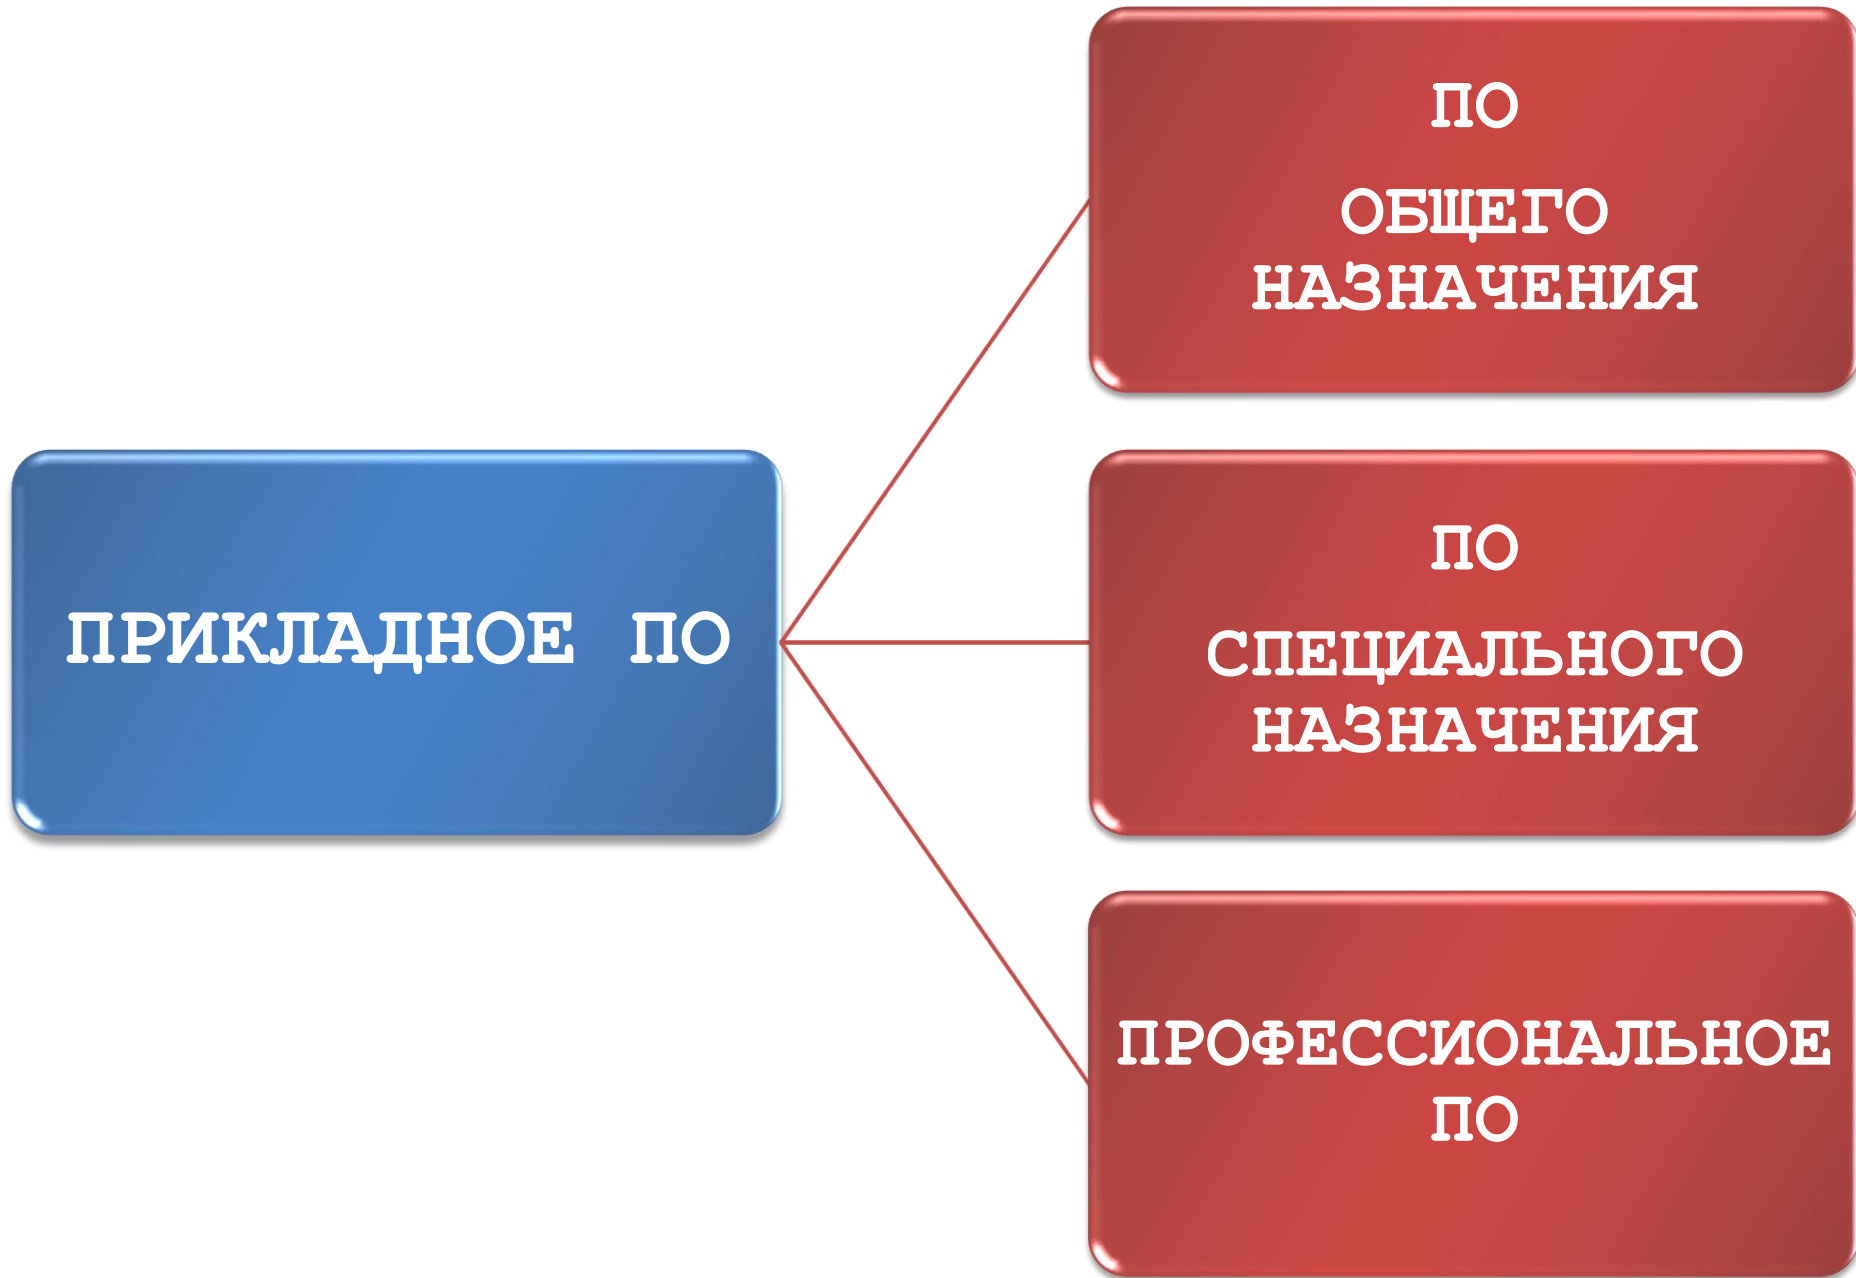 ПРИКЛАДНОЕ ПО
ПО
ОБЩЕГО
НАЗНАЧЕНИЯ
ПО
СПЕЦИАЛЬНОГО
НАЗНАЧЕНИЯ
ПРОФЕССИОНАЛЬНОЕ
ПО